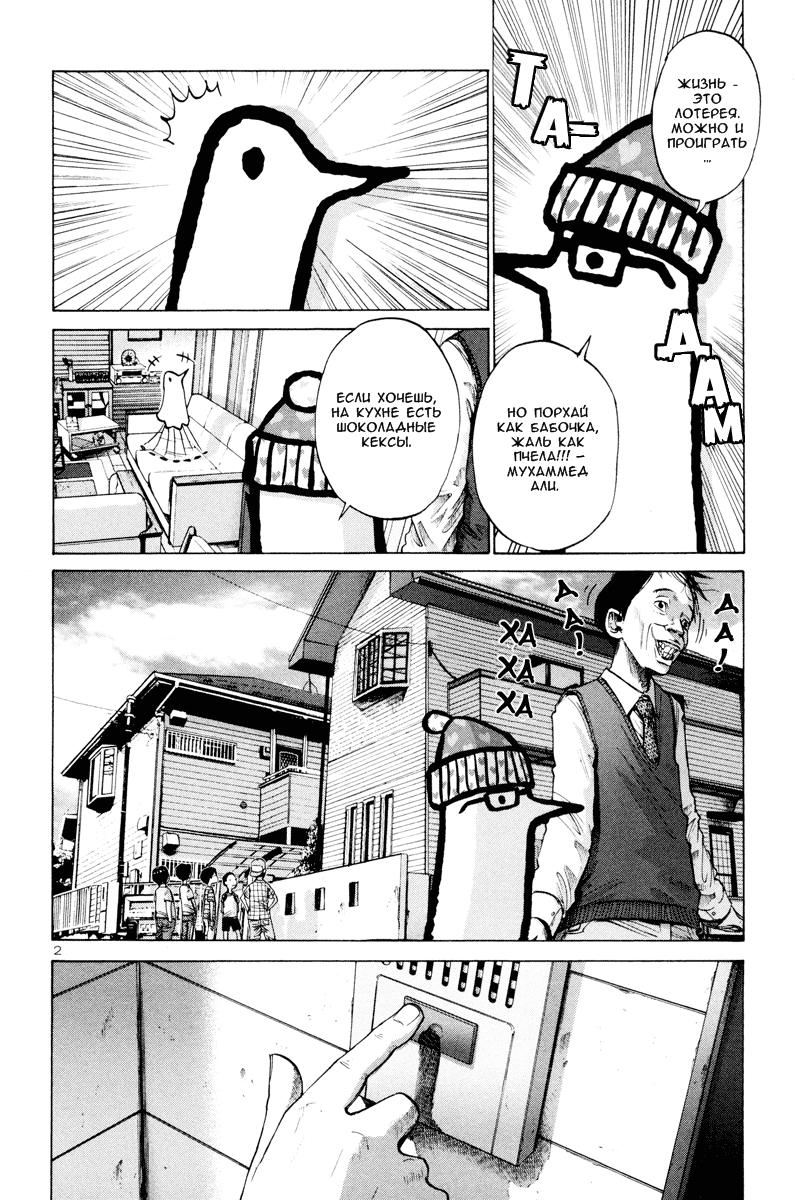 ТА-
ДАМ
ЖИЗНЬ -
ЭТО
ЛОТЕРЕЯ.
МОЖНО И
ПРОИГРАТЬ
...
НО ПОРХАЙ
КАК БАБОЧКА,
ЖАЛЬ КАК
ПЧЕЛА!!! –
МУХАММЕД
АЛИ.
ЕСЛИ ХОЧЕШЬ,
НА КУХНЕ ЕСТЬ
ШОКОЛАДНЫЕ
КЕКСЫ.
ДА!
ДА!
ХА
ХА
ХА
2